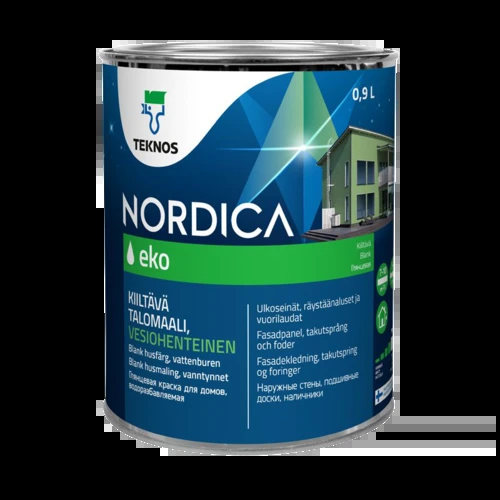 TEKNOS
0,9 L
NORDICA
eko
Kiiltävä
Blank
Глянцевая
KIILTÄVÄ
TALOMAALI,
VESIOHENTEINEN
Blank husfärg, vattenburen
Blank husmaling, vanntynnet
Глянцевая краска для домов,
водоразбавляемая
Ulkoseinät, räystäänaluset ja
vuorilaudat
Fasadpanel, takutsprång
och foder
Fasadekledning, takutspring
og foringer
Наружные стены, подшивные
доски, наличники